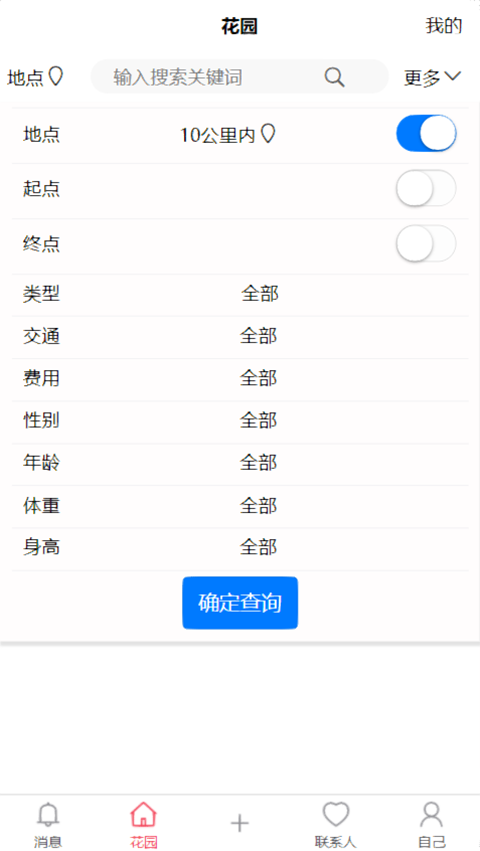 花园 我的
地点 输入搜索关键词 更多
地点 10公里内
起点
终点
类型 全部
交通 全部
费用 全部
性别 全部
年龄 全部
体重 全部
身高 全部
确定查询
消息 花园 联系人 自己